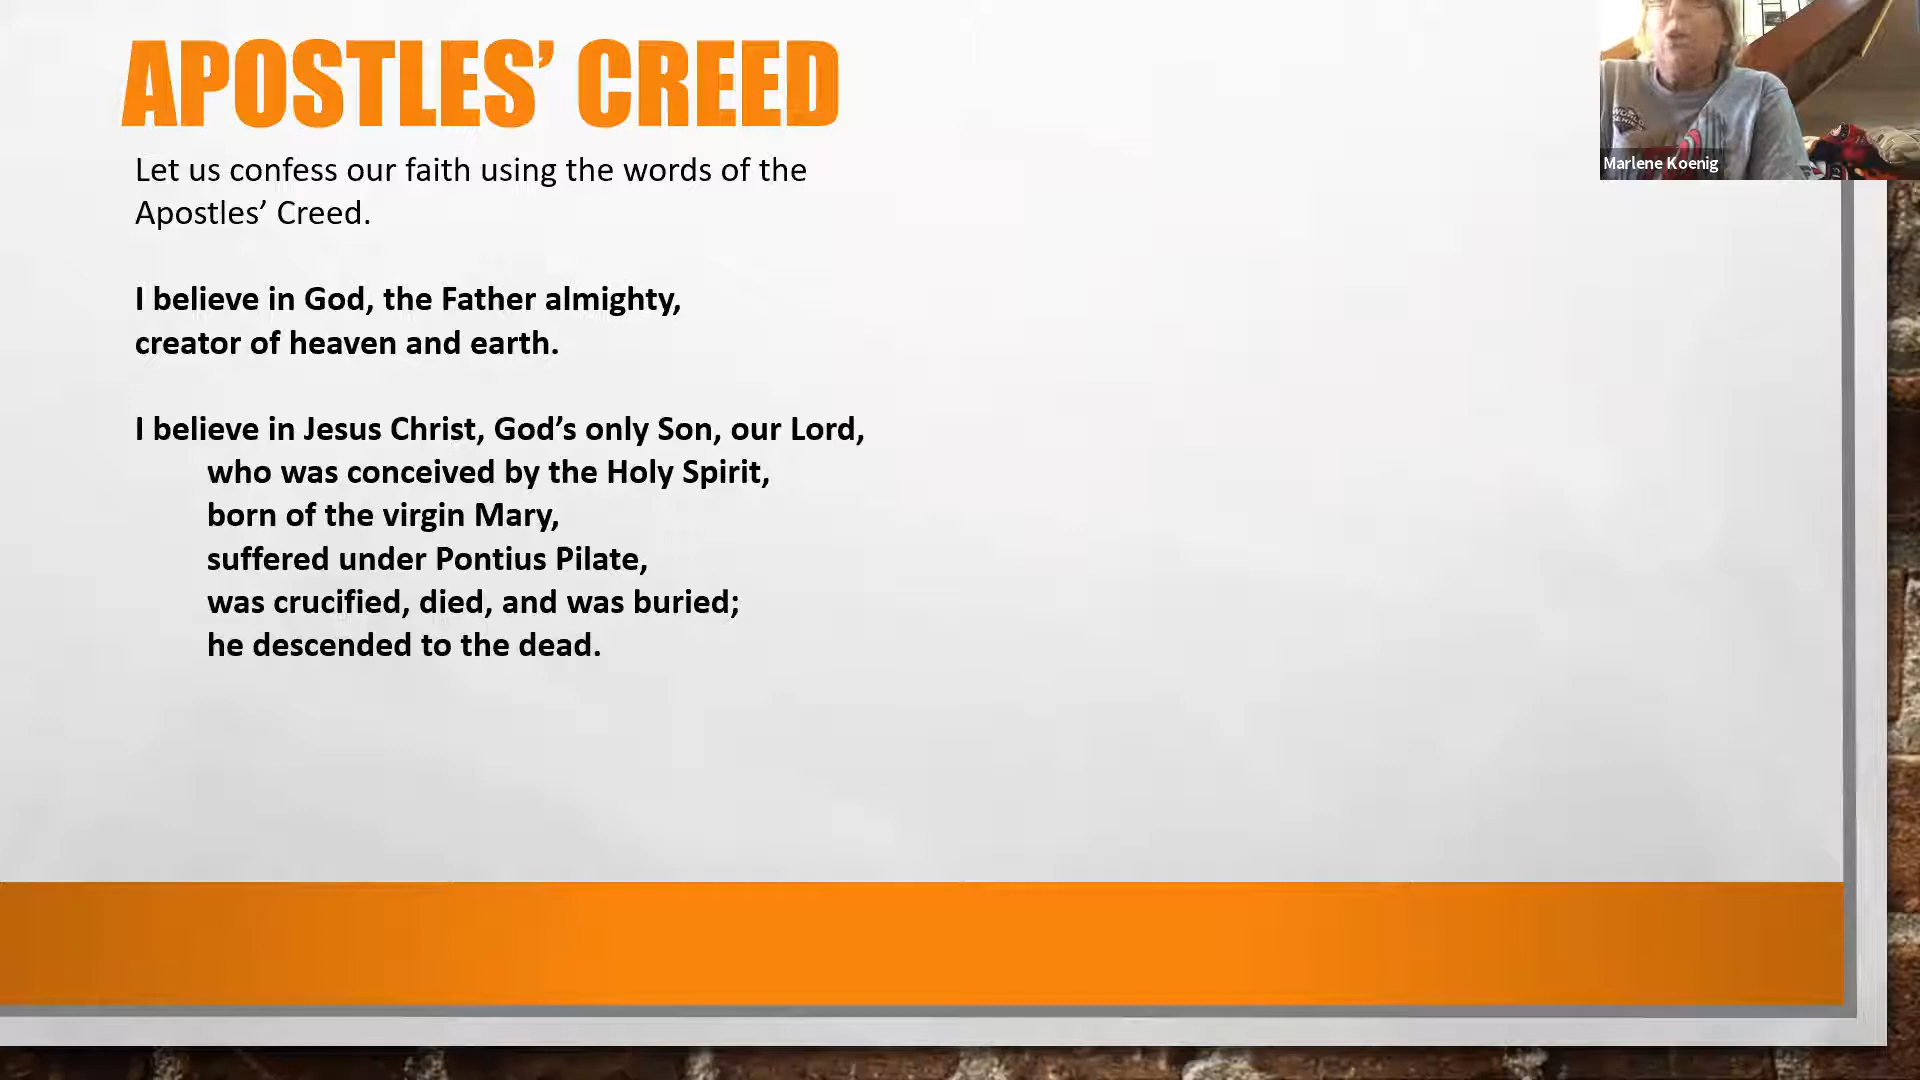 APOSTLES’ CREED
Let us confess our faith using the words of the
Apostles’ Creed.
I believe in God, the Father almighty,
creator of heaven and earth.
I believe in Jesus Christ, God’s only Son, our Lord,
who was conceived by the Holy Spirit,
born of the virgin Mary,
suffered under Pontius Pilate,
was crucified, died, and was buried;
he descended to the dead.
WORLD
SERIES
Marlene Koenig